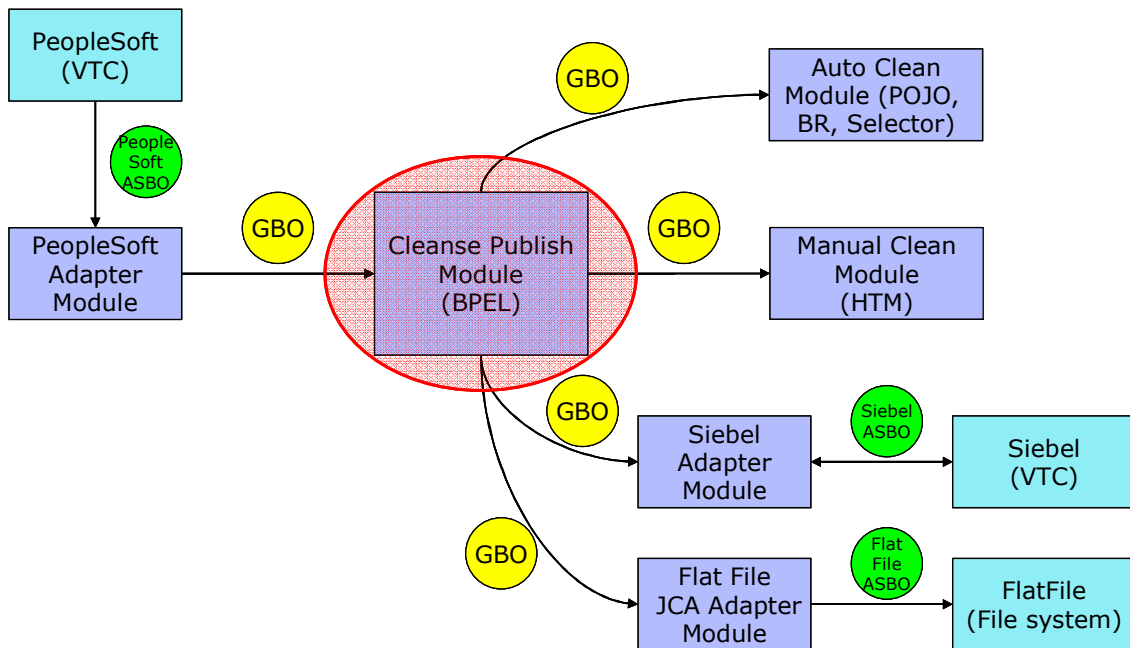 PeopleSoft
(VTC)
People
Soft
ASBO
PeopleSoft
Adapter
Module
GBO
Cleanse Publish
Module
(BPEL)
GBO
Auto Clean
Module (POJO,
BR, Selector)
GBO
Manual Clean
Module
(HTM)
GBO
Siebel
Adapter
Module
Siebel
ASBO
Siebel
(VTC)
GBO
Flat File
JCA Adapter
Module
Flat
File
ASBO
FlatFile
(File system)